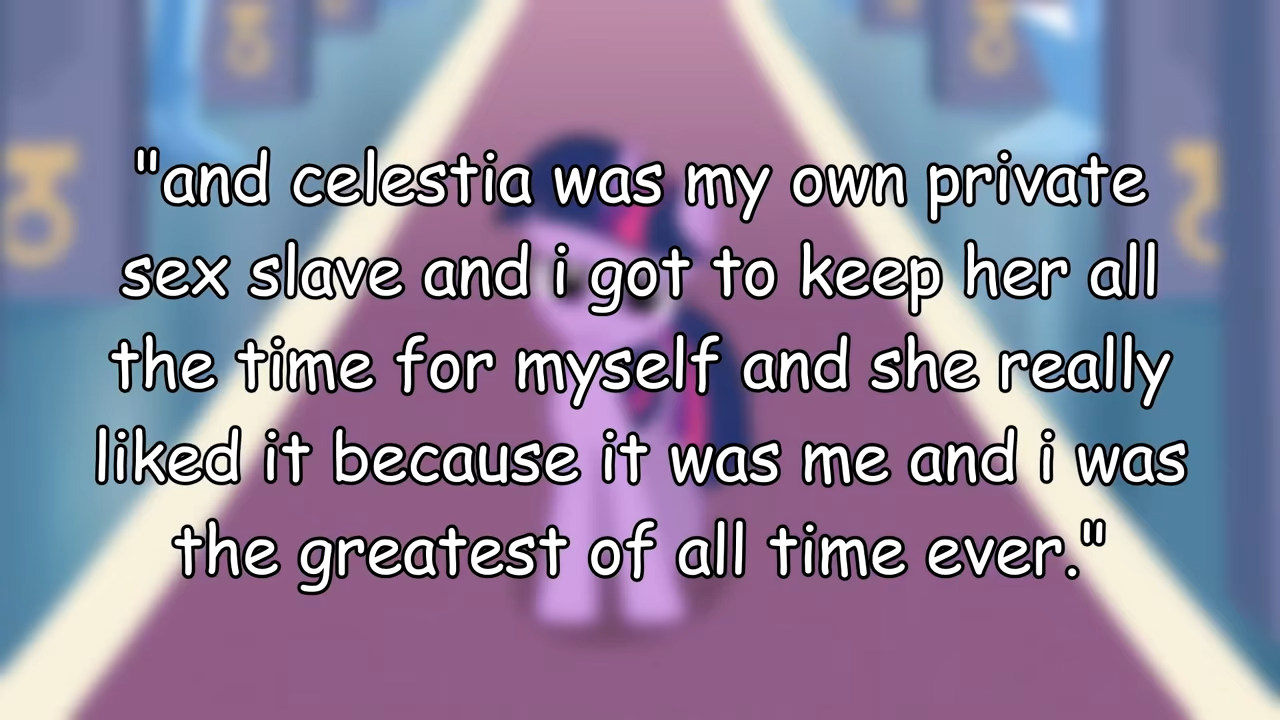 "and celestia was my own private
sex slave and i got to keep her all
the time for myself and she really
liked it because it was me and i was
the greatest of all time ever."